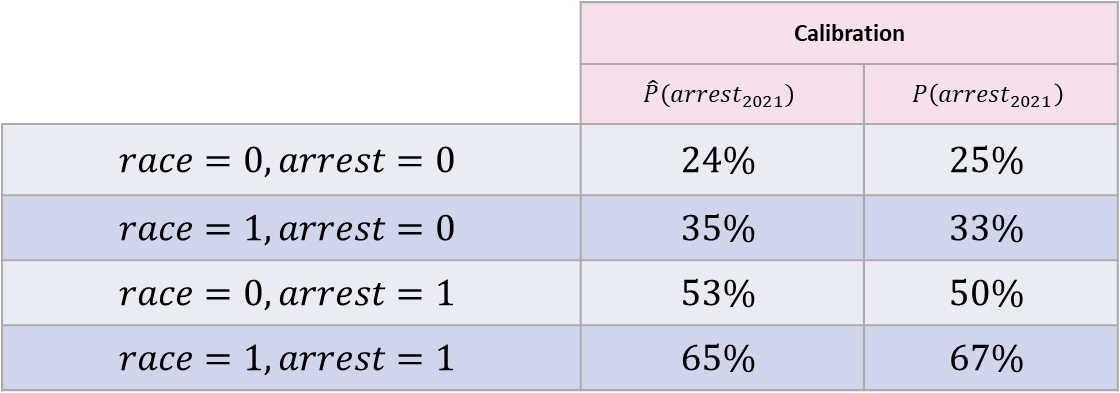 Calibration
P̂(arrest₂₀₂₁) P(arrest₂₀₂₁)
race = 0, arrest = 0 24% 25%
race = 1, arrest = 0 35% 33%
race = 0, arrest = 1 53% 50%
race = 1, arrest = 1 65% 67%